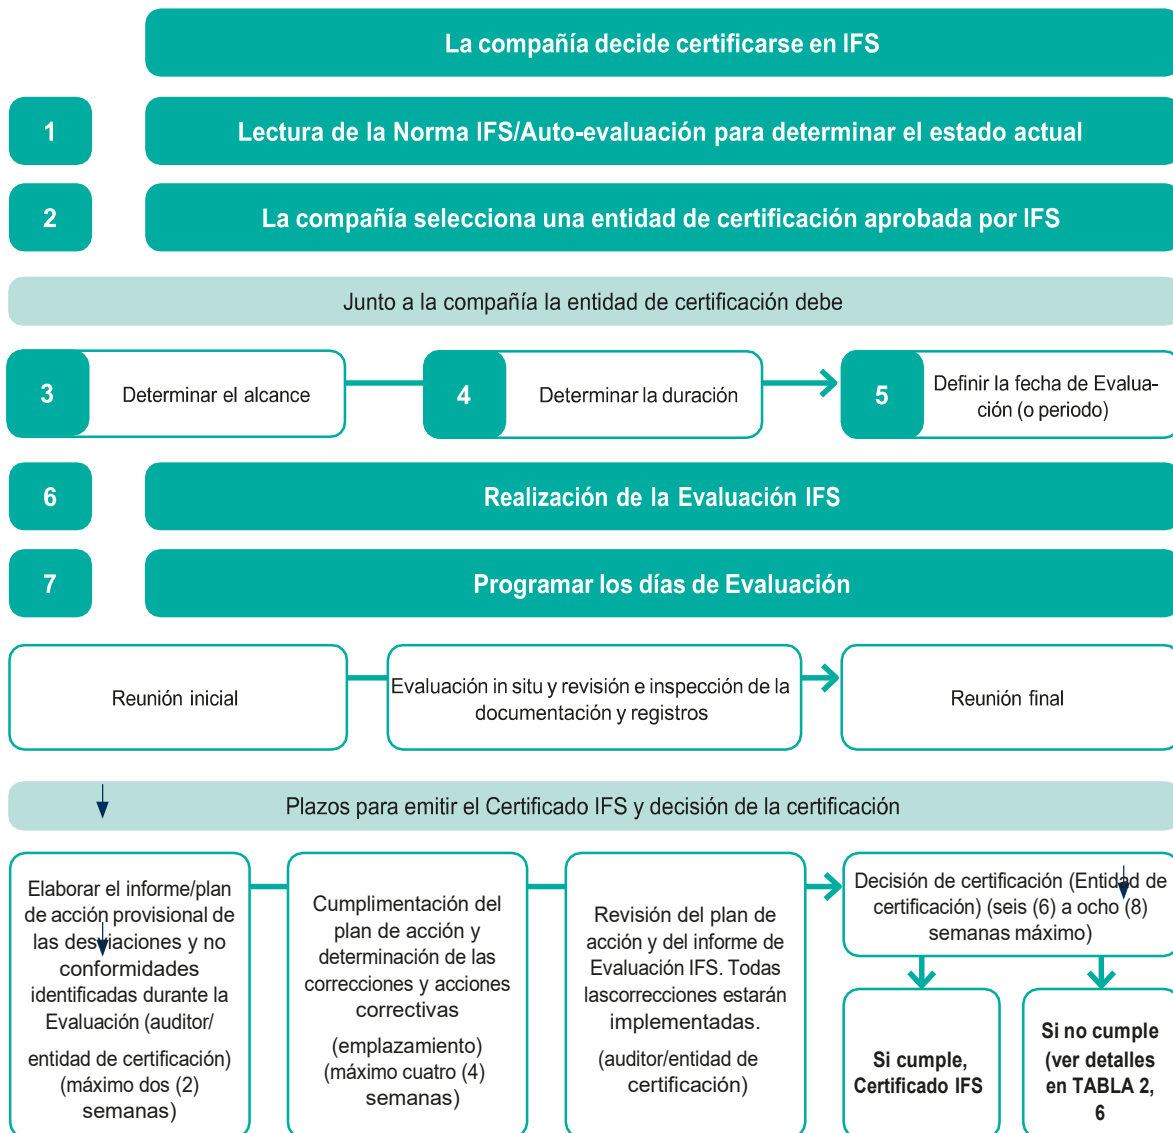 La compañía decide certificarse en IFS
1
Lectura de la Norma IFS/Auto-evaluación para determinar el estado actual
2
La compañía selecciona una entidad de certificación aprobada por IFS
Junto a la compañía la entidad de certificación debe
3
Determinar el alcance
4
Determinar la duración
5
Definir la fecha de Evalua-
ción (o periodo)
6
Realización de la Evaluación IFS
7
Programar los días de Evaluación
Reunión inicial
Evaluación in situ y revisión e inspección de la
documentación y registros
Reunión final
Plazos para emitir el Certificado IFS y decisión de la certificación
Elaborar el informe/plan
de acción provisional de
las desviaciones y no
conformidades
identificadas durante la
Evaluación (auditor/
entidad de certificación)
(máximo dos (2)
semanas)
Cumplimentación del
plan de acción y
determinación de las
correcciones y acciones
correctivas
(emplazamiento)
(máximo cuatro (4)
semanas)
Revisión del plan de
acción y del informe de
Evaluación IFS. Todas
lascorrecciones estarán
implementadas.
(auditor/entidad de
certificación)
Decisión de certificación (Entidad de
certificación) (seis (6) a ocho (8)
semanas máximo)
Si cumple,
Certificado IFS
Si no cumple
(ver detalles
en TABLA 2,
6